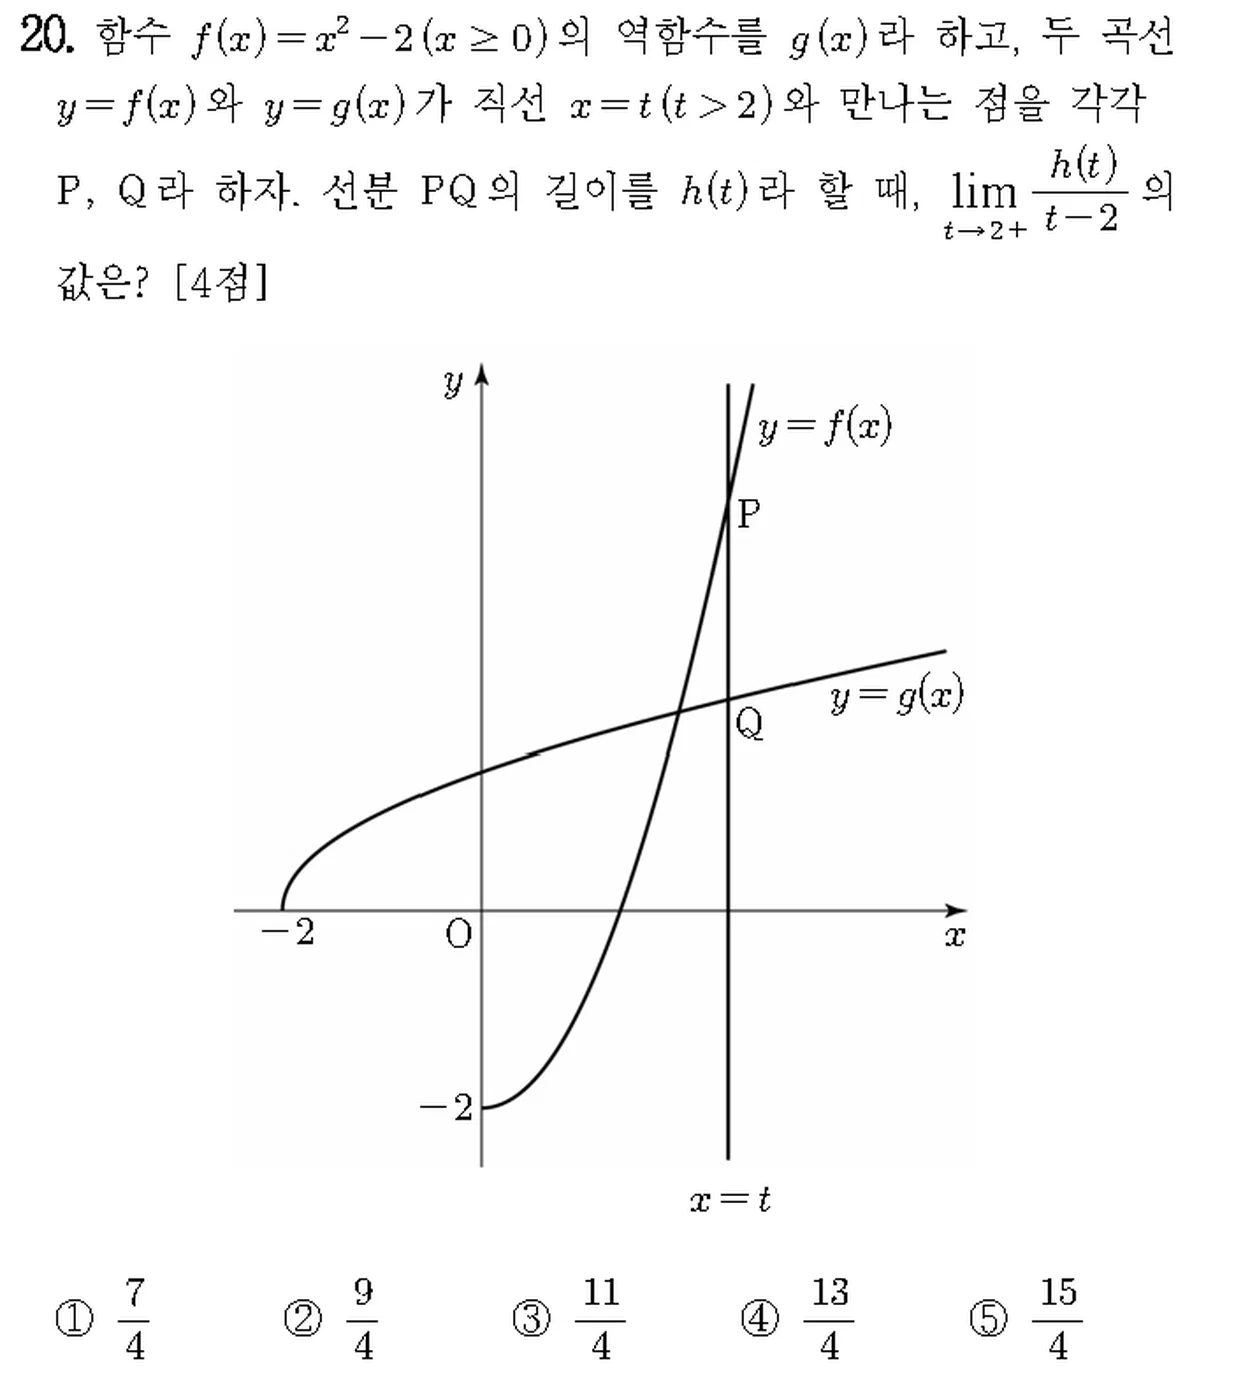 20. 함수 f(x)=x²-2(x≥0)의 역함수를 g(x)라 하고, 두 곡선
y=f(x)와 y=g(x)가 직선 x=t(t>2)와 만나는 점을 각각
P, Q라 하자. 선분 PQ의 길이를 h(t)라 할 때, lim_{t→2+} h(t)/(t-2) 의
값은? [4점]
y
y=f(x)
P
y=g(x)
Q
-2 O x
-2
x=t
① 7/4 ② 9/4 ③ 11/4 ④ 13/4 ⑤ 15/4